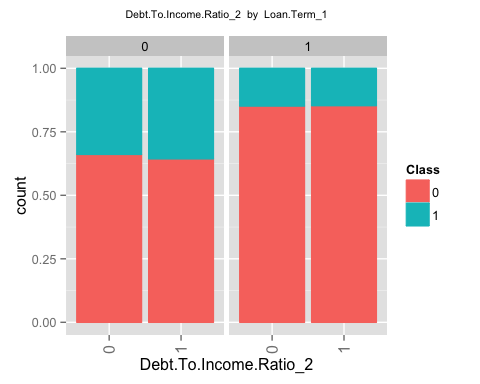 Debt.To.Income.Ratio_2 by Loan.Term_1
0 1
1.00
0.75
0.50
0.25
0.00
count
0 1 0 1
Debt.To.Income.Ratio_2
Class
0
1